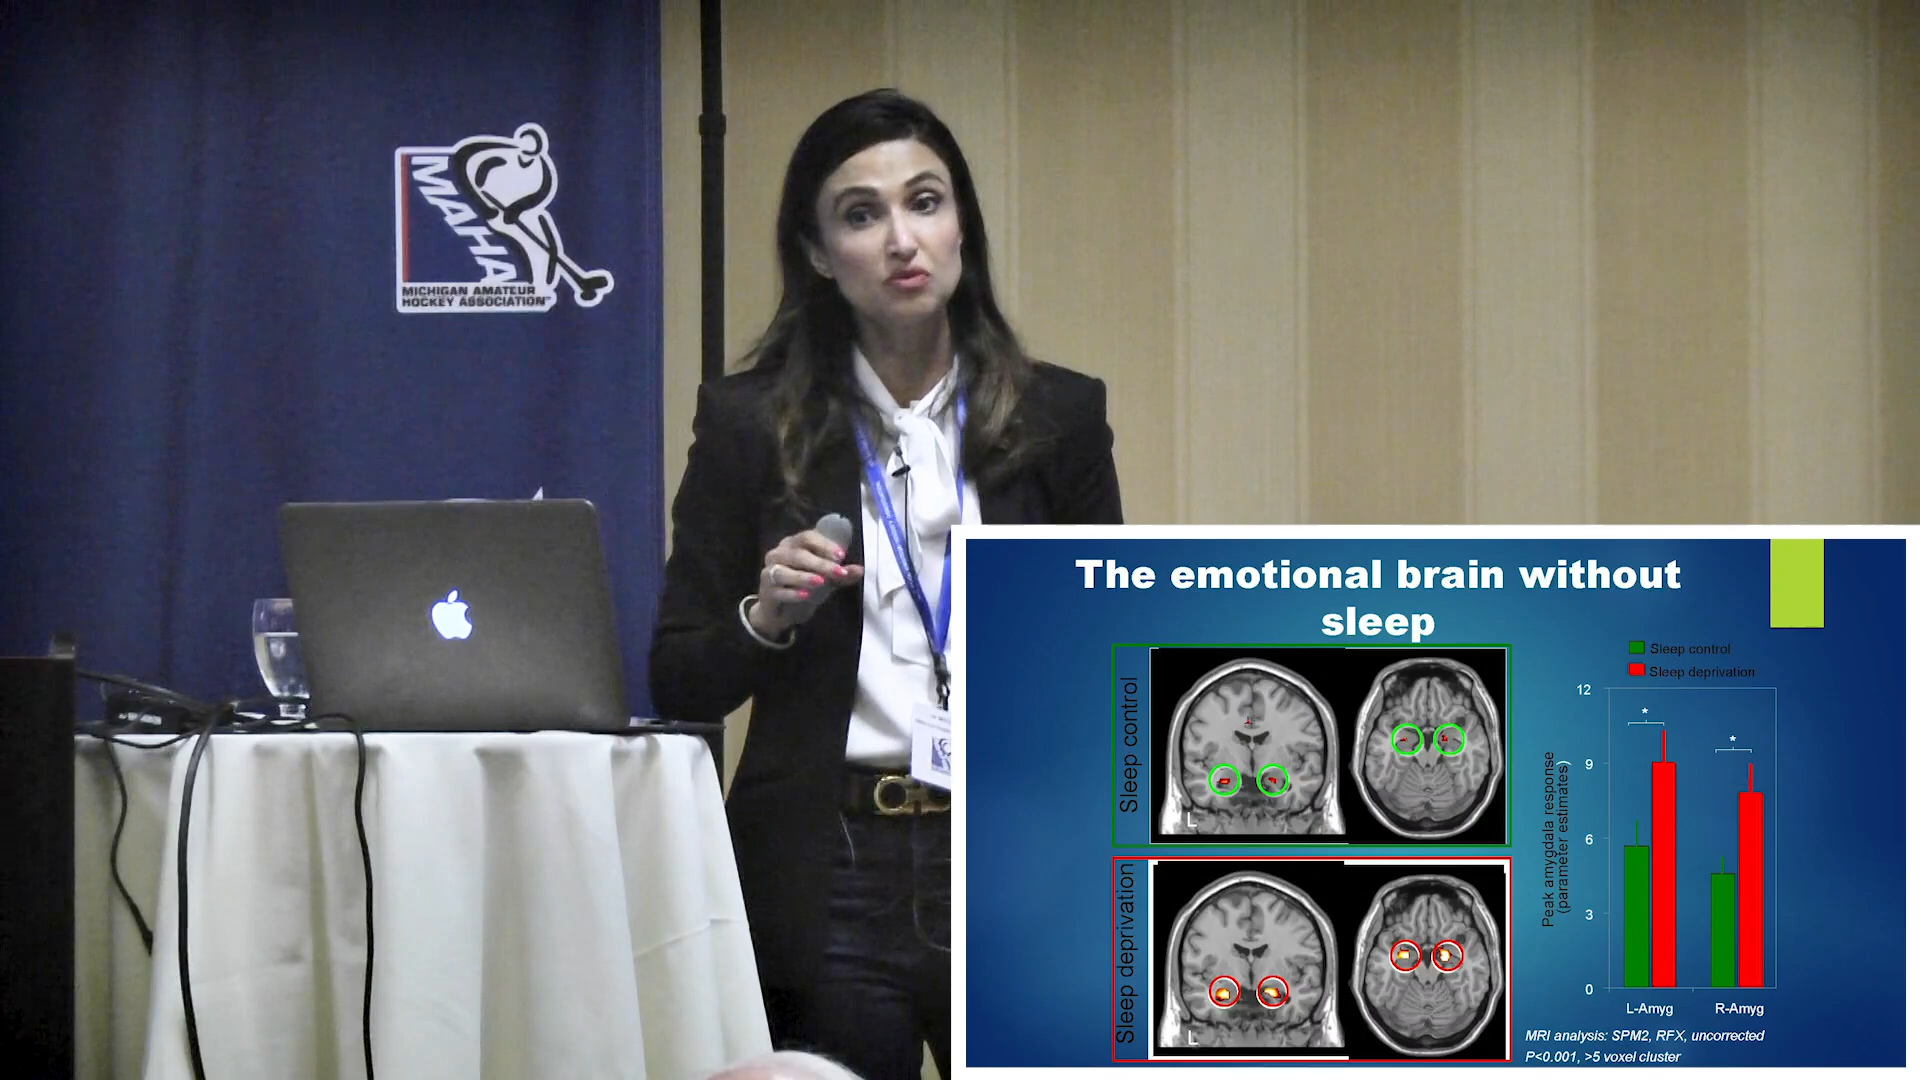 MAHA
MICHIGAN AMATEUR
HOCKEY ASSOCIATION
The emotional brain without
sleep
Sleep control
L
Sleep deprivation
L
Sleep control
Sleep deprivation
12
9
6
3
0
*
*
Peak amygdala response
(parameter estimates)
L-Amyg
R-Amyg
MRI analysis: SPM2, RFX, uncorrected
P<0.001, >5 voxel cluster